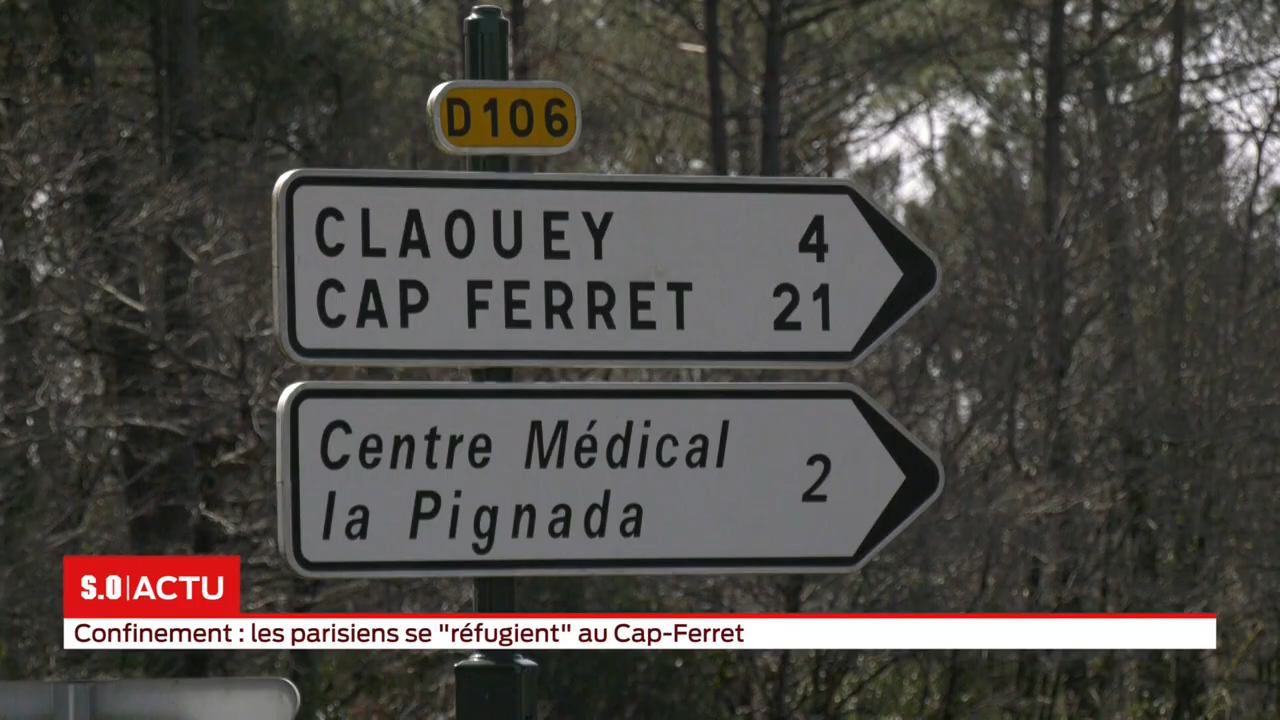 D106
CLAOUEY 4
CAP FERRET 21
Centre Médical
la Pignada 2
S.O|ACTU
Confinement : les parisiens se "réfugient" au Cap-Ferret